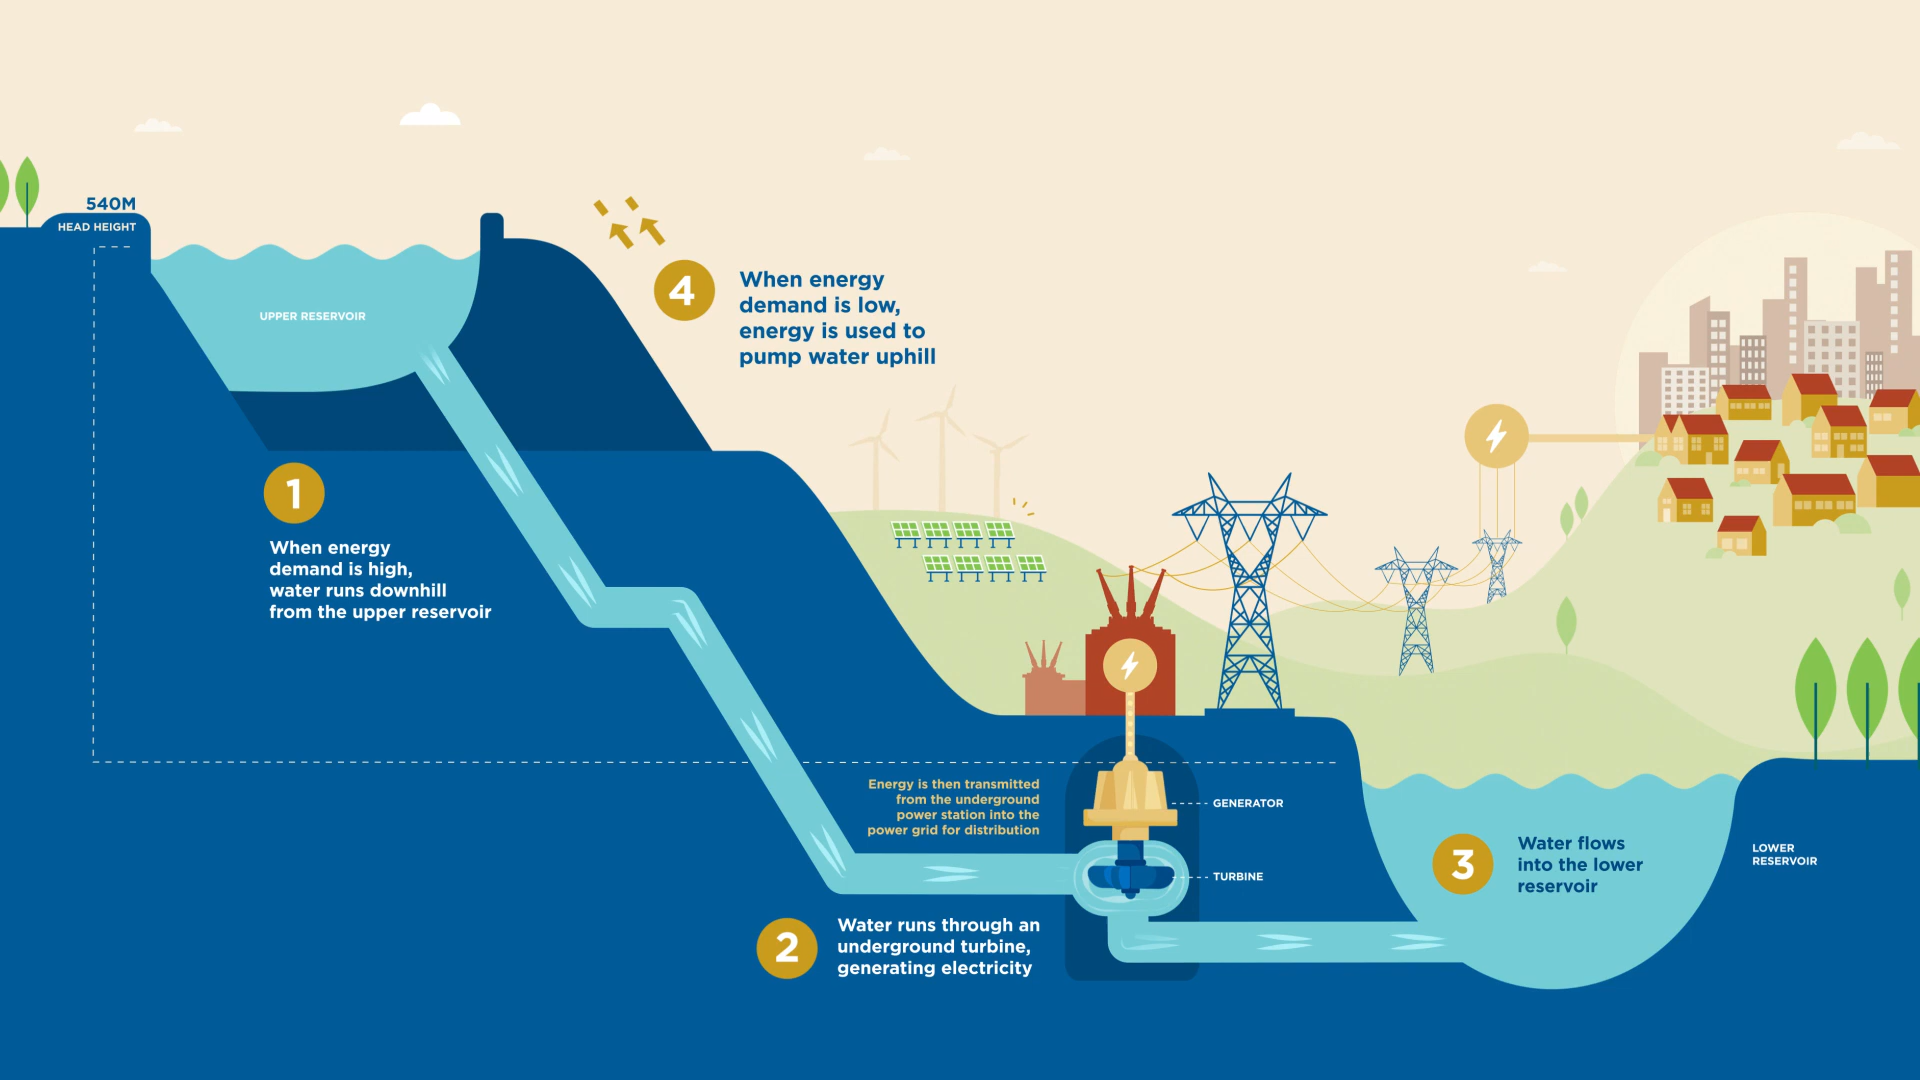 540M
HEAD HEIGHT
UPPER RESERVOIR
1
When energy
demand is high,
water runs downhill
from the upper reservoir
4
When energy
demand is low,
energy is used to
pump water uphill
Energy is then transmitted
from the underground
power station into the
power grid for distribution
GENERATOR
TURBINE
2
Water runs through an
underground turbine,
generating electricity
3
Water flows
into the lower
reservoir
LOWER
RESERVOIR